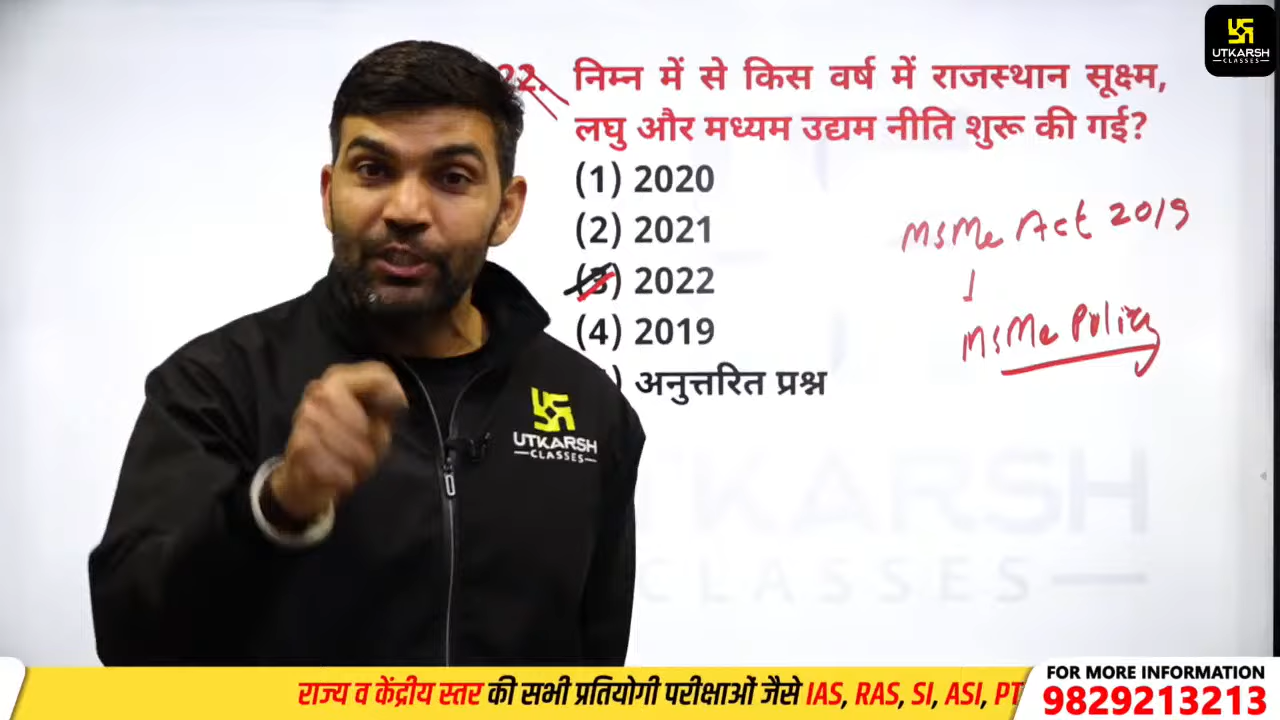 UTKARSH
CLASSES
22. निम्न में से किस वर्ष में राजस्थान सूक्ष्म,
लघु और मध्यम उद्यम नीति शुरू की गई?
(1) 2020
(2) 2021
(3) 2022
(4) 2019
) अनुत्तरित प्रश्न
MSMe Act 2019
MSMe Policy
UTKARSH
CLASSES
UTKARSH
CLASSES
राज्य व केंद्रीय स्तर की सभी प्रतियोगी परीक्षाओं जैसे IAS, RAS, SI, ASI, PT
FOR MORE INFORMATION
9829213213